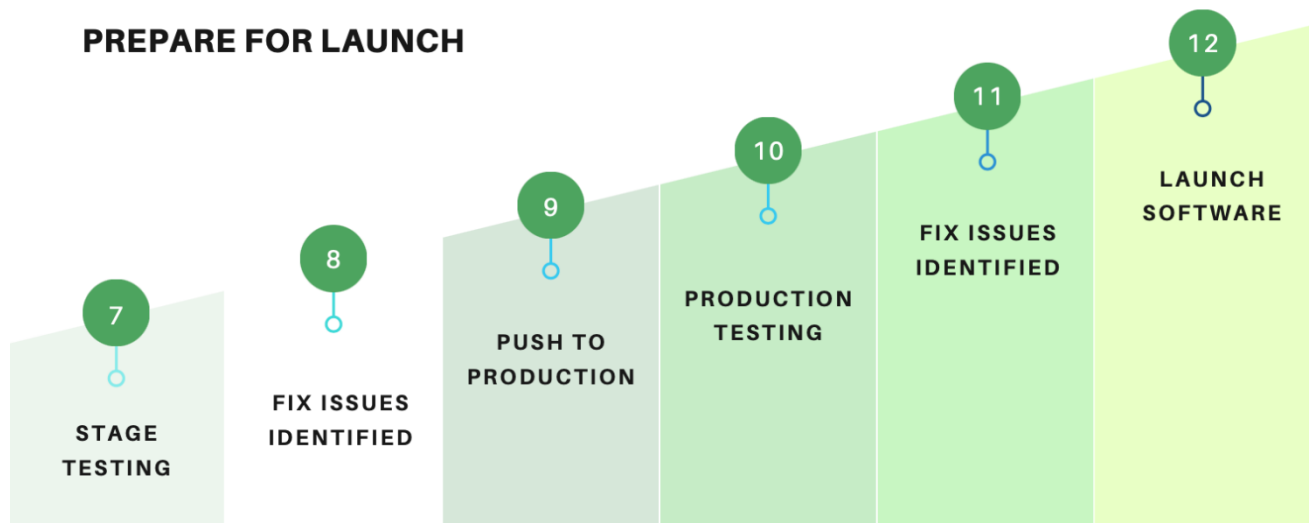 PREPARE FOR LAUNCH
7
STAGE
TESTING
8
FIX ISSUES
IDENTIFIED
9
PUSH TO
PRODUCTION
10
PRODUCTION
TESTING
11
FIX ISSUES
IDENTIFIED
12
LAUNCH
SOFTWARE